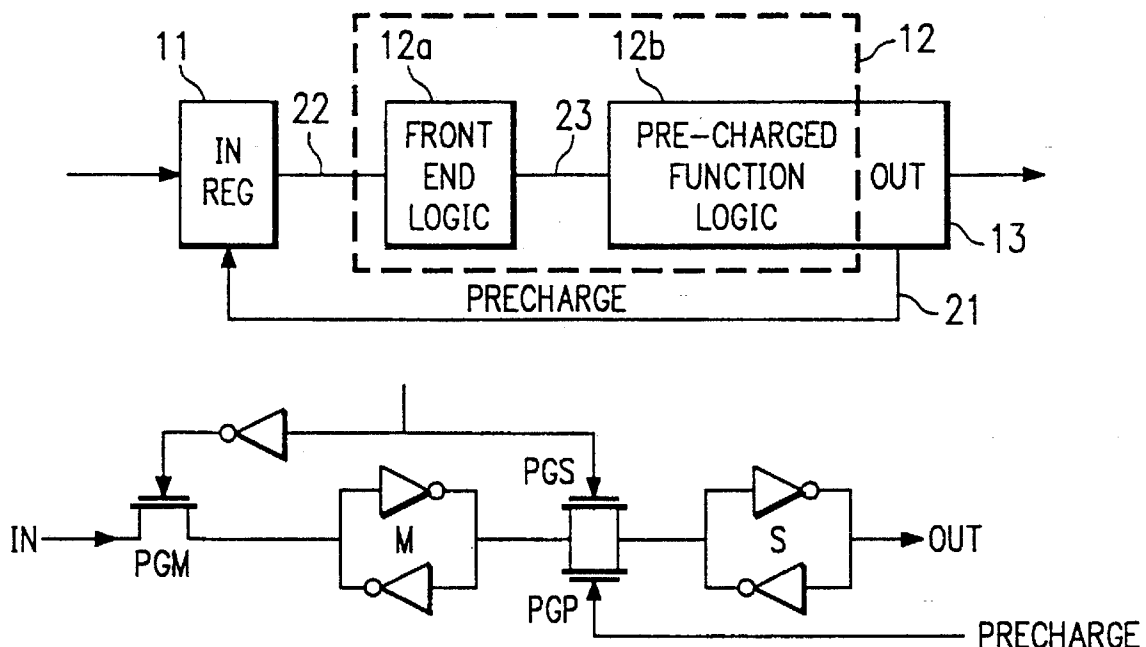 11
12a
12b
12
22
23
IN
REG
FRONT
END
LOGIC
PRE-CHARGED
FUNCTION
LOGIC
OUT
13
PRECHARGE
21
PGS
IN
PGM
M
S
OUT
PGP
PRECHARGE